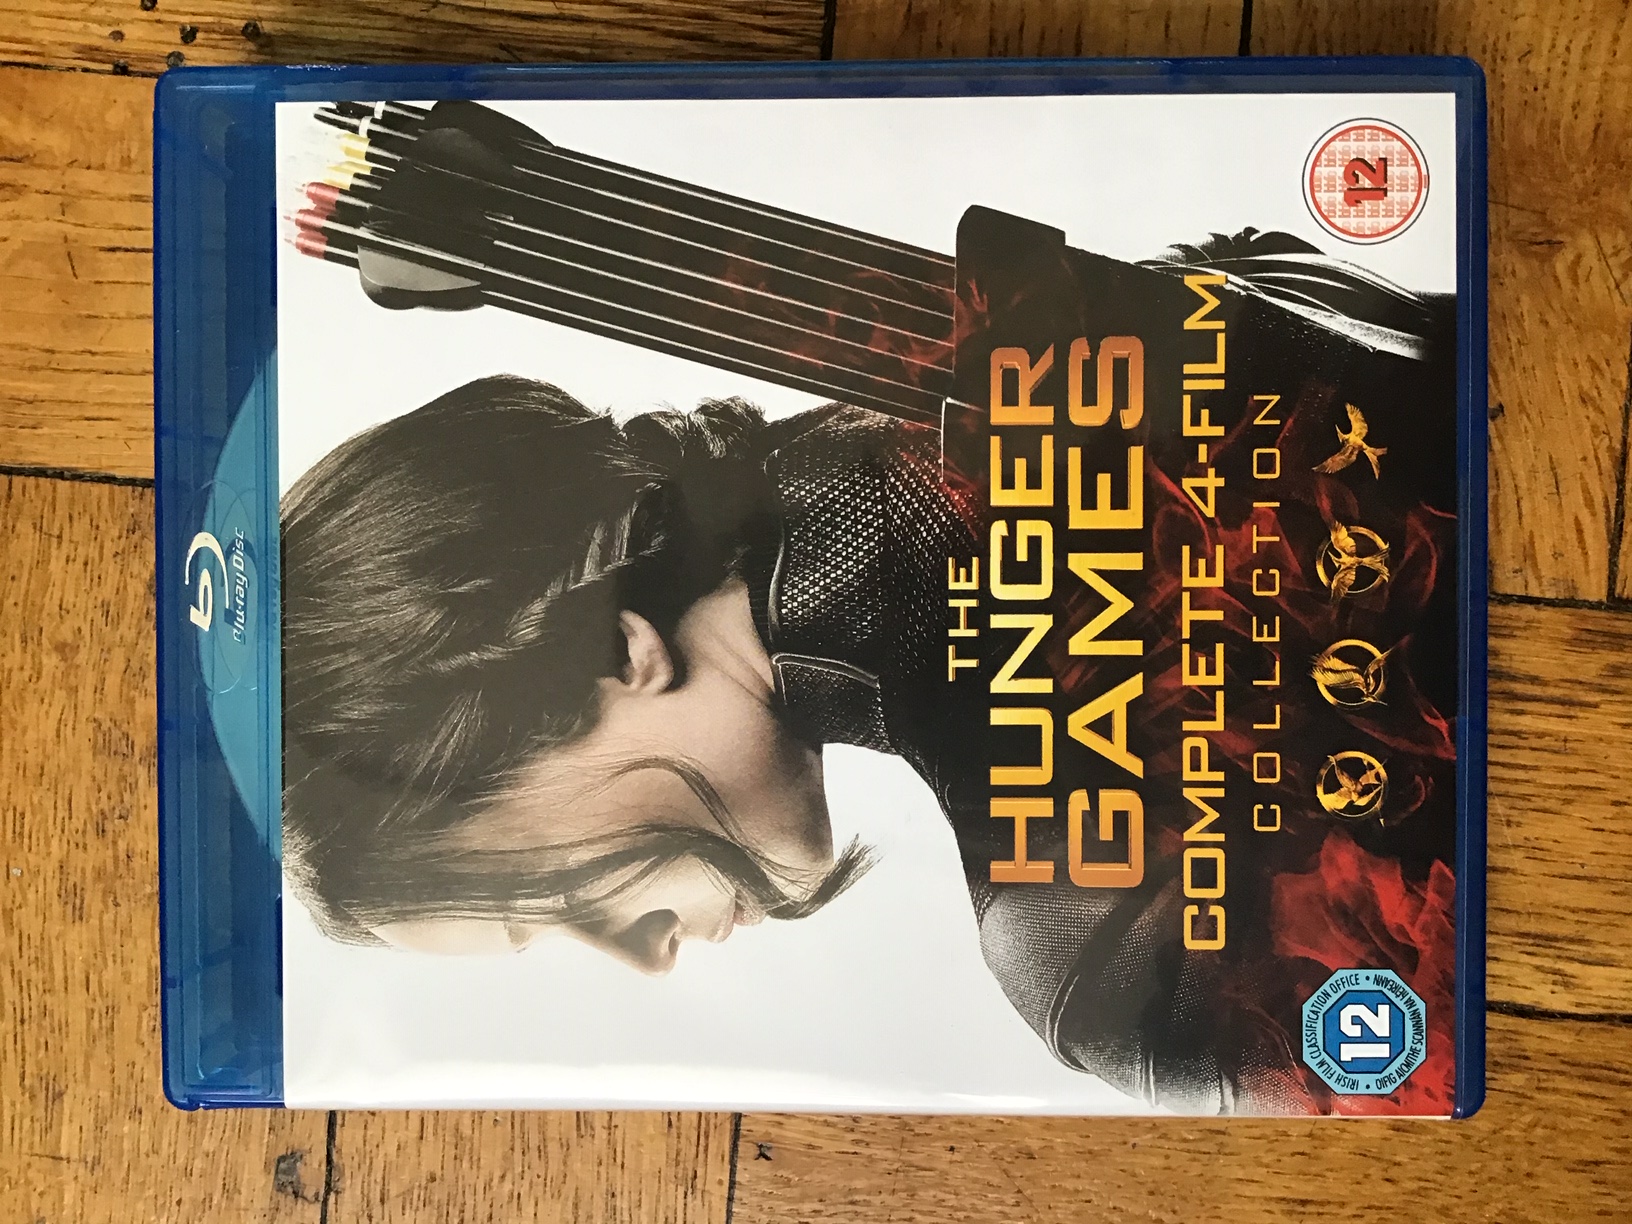 Blu-ray Disc
THE
HUNGER
GAMES
COMPLETE 4-FILM
COLLECTION
IRISH FILM CLASSIFICATION OFFICE
12
OIFIG AICMITHE SCANNÁN NA hÉIREANN
12